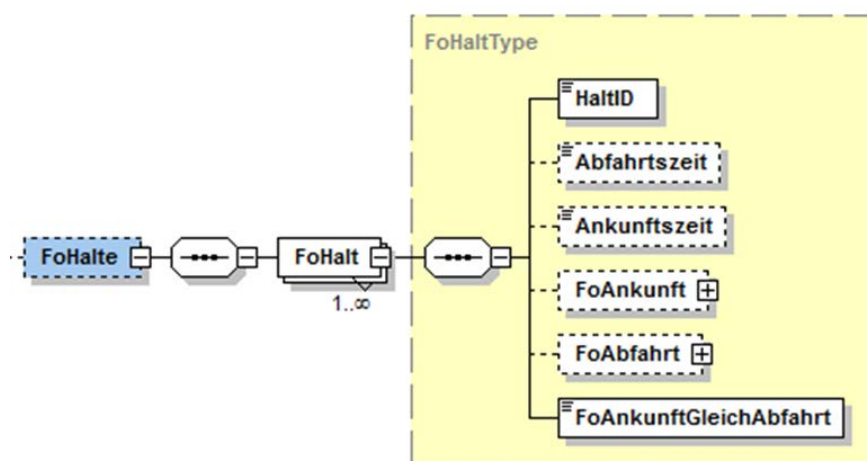 FoHaltType
HaltID
Abfahrtszeit
Ankunftszeit
FoHalte
FoHalt
1..∞
FoAnkunft
FoAbfahrt
FoAnkunftGleichAbfahrt